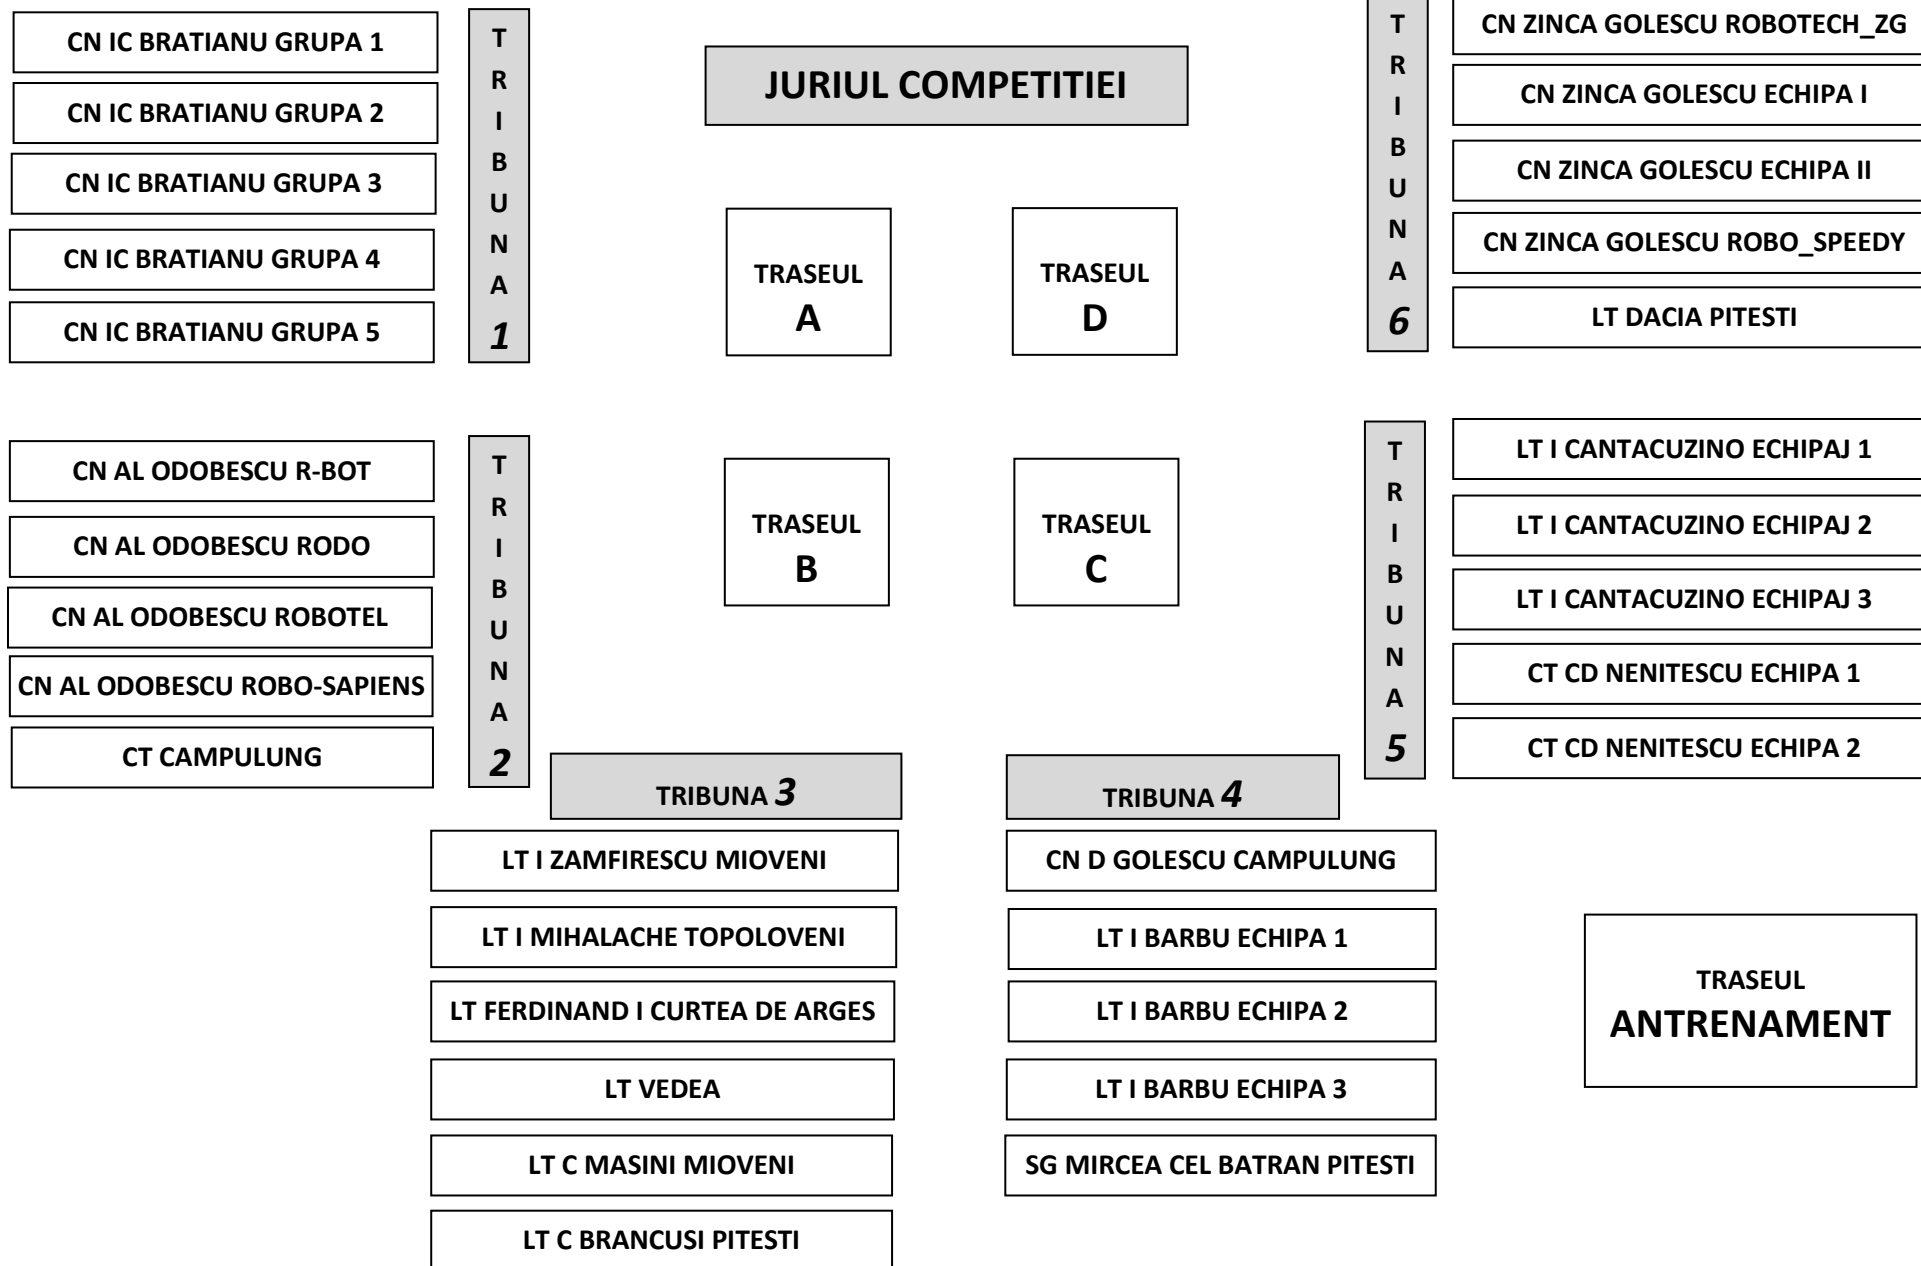 CN IC BRATIANU GRUPA 1
CN IC BRATIANU GRUPA 2
CN IC BRATIANU GRUPA 3
CN IC BRATIANU GRUPA 4
CN IC BRATIANU GRUPA 5
TRIBUNA 1
JURIUL COMPETITIEI
TRASEUL
A
TRASEUL
D
TRIBUNA 6
CN ZINCA GOLESCU ROBOTECH_ZG
CN ZINCA GOLESCU ECHIPA I
CN ZINCA GOLESCU ECHIPA II
CN ZINCA GOLESCU ROBO_SPEEDY
LT DACIA PITESTI
CN AL ODOBESCU R-BOT
CN AL ODOBESCU RODO
CN AL ODOBESCU ROBOTEL
CN AL ODOBESCU ROBO-SAPIENS
CT CAMPULUNG
TRIBUNA 2
TRASEUL
B
TRASEUL
C
TRIBUNA 5
LT I CANTACUZINO ECHIPAJ 1
LT I CANTACUZINO ECHIPAJ 2
LT I CANTACUZINO ECHIPAJ 3
CT CD NENITESCU ECHIPA 1
CT CD NENITESCU ECHIPA 2
TRIBUNA 3
LT I ZAMFIRESCU MIOVENI
LT I MIHALACHE TOPOLOVENI
LT FERDINAND I CURTEA DE ARGES
LT VEDEA
LT C MASINI MIOVENI
LT C BRANCUSI PITESTI
TRIBUNA 4
CN D GOLESCU CAMPULUNG
LT I BARBU ECHIPA 1
LT I BARBU ECHIPA 2
LT I BARBU ECHIPA 3
SG MIRCEA CEL BATRAN PITESTI
TRASEUL
ANTRENAMENT